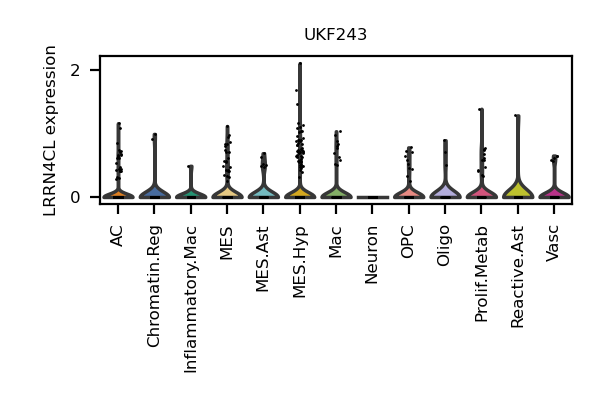 UKF243
LRRN4CL expression
2
0
AC
Chromatin.Reg
Inflammatory.Mac
MES
MES.Ast
MES.Hyp
Mac
Neuron
OPC
Oligo
Prolif.Metab
Reactive.Ast
Vasc